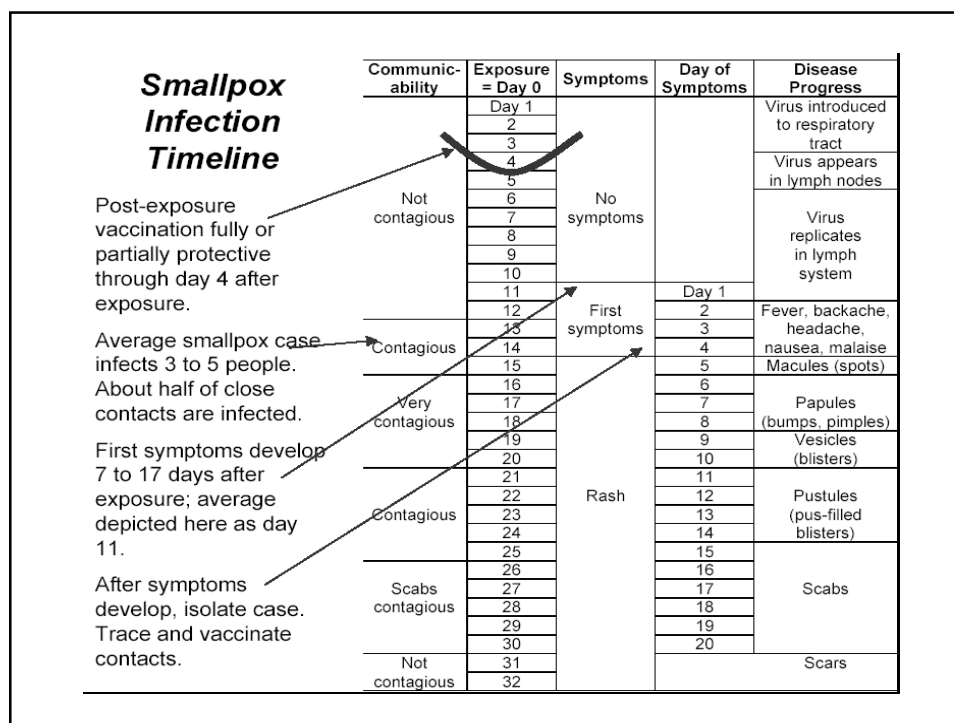 Smallpox
Infection
Timeline
Post-exposure
vaccination fully or
partially protective
through day 4 after
exposure.
Average smallpox case
infects 3 to 5 people.
About half of close
contacts are infected.
First symptoms develop
7 to 17 days after
exposure; average
depicted here as day
11.
After symptoms
develop, isolate case.
Trace and vaccinate
contacts.
Communic-
ability
Exposure
= Day 0
Symptoms
Day of
Symptoms
Disease
Progress
Not
contagious
Contagious
Very
contagious
Contagious
Scabs
contagious
Not
contagious
Day 1
2
3
4
5
6
7
8
9
10
11
12
13
14
15
16
17
18
19
20
21
22
23
24
25
26
27
28
29
30
31
32
No
symptoms
First
symptoms
Rash
Day 1
2
3
4
5
6
7
8
9
10
11
12
13
14
15
16
17
18
19
20
Virus introduced
to respiratory
tract
Virus appears
in lymph nodes
Virus
replicates
in lymph
system
Fever, backache,
headache,
nausea, malaise
Macules (spots)
Papules
(bumps, pimples)
Vesicles
(blisters)
Pustules
(pus-filled
blisters)
Scabs
Scars